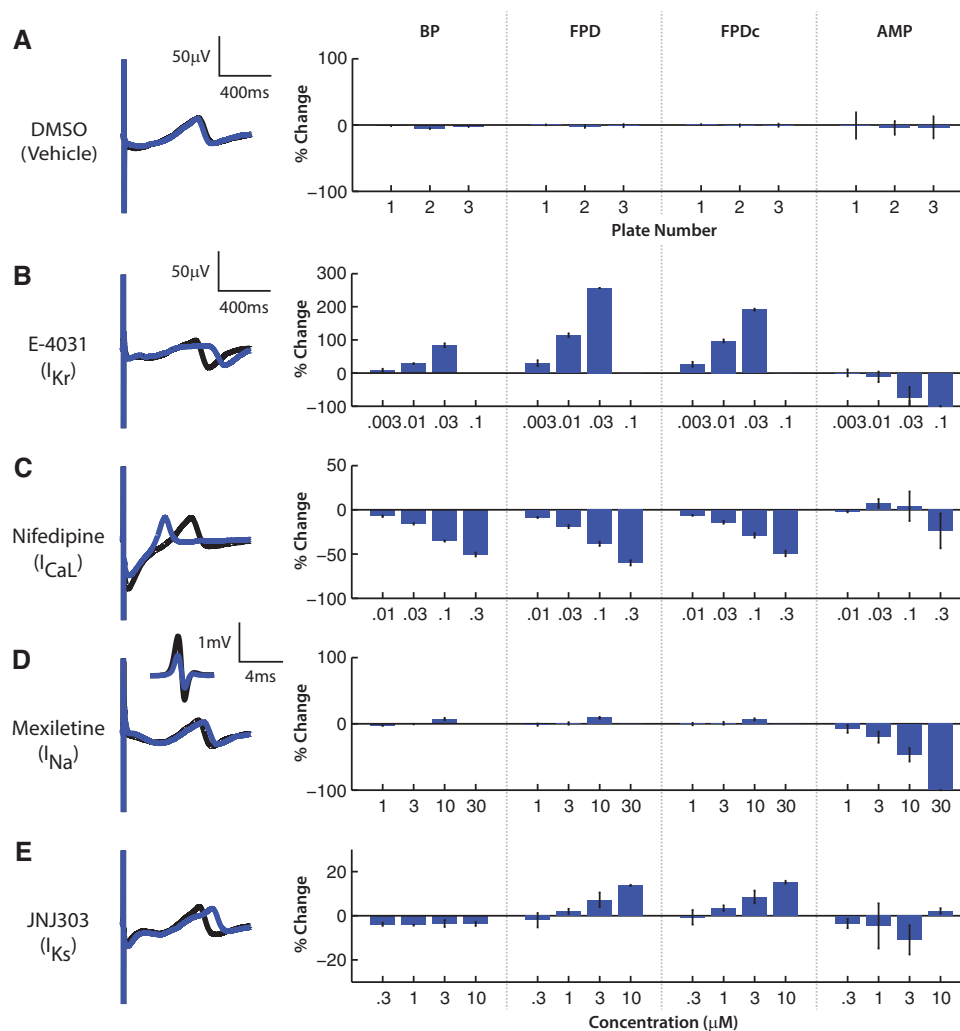 BP FPD FPDc AMP
A
50μV
400ms
DMSO
(Vehicle)
% Change
100
0
−100
1 2 3 1 2 3 1 2 3 1 2 3
Plate Number
B
50μV
400ms
E-4031
(IKr)
% Change
300
200
100
0
−100
.003 .01 .03 .1 .003 .01 .03 .1 .003 .01 .03 .1 .003 .01 .03 .1
C
Nifedipine
(ICaL)
% Change
50
0
−50
−100
.01 .03 .1 .3 .01 .03 .1 .3 .01 .03 .1 .3 .01 .03 .1 .3
D
1mV
4ms
Mexiletine
(INa)
% Change
100
0
−100
1 3 10 30 1 3 10 30 1 3 10 30 1 3 10 30
E
JNJ303
(IKs)
% Change
20
0
−20
.3 1 3 10 .3 1 3 10 .3 1 3 10 .3 1 3 10
Concentration (μM)